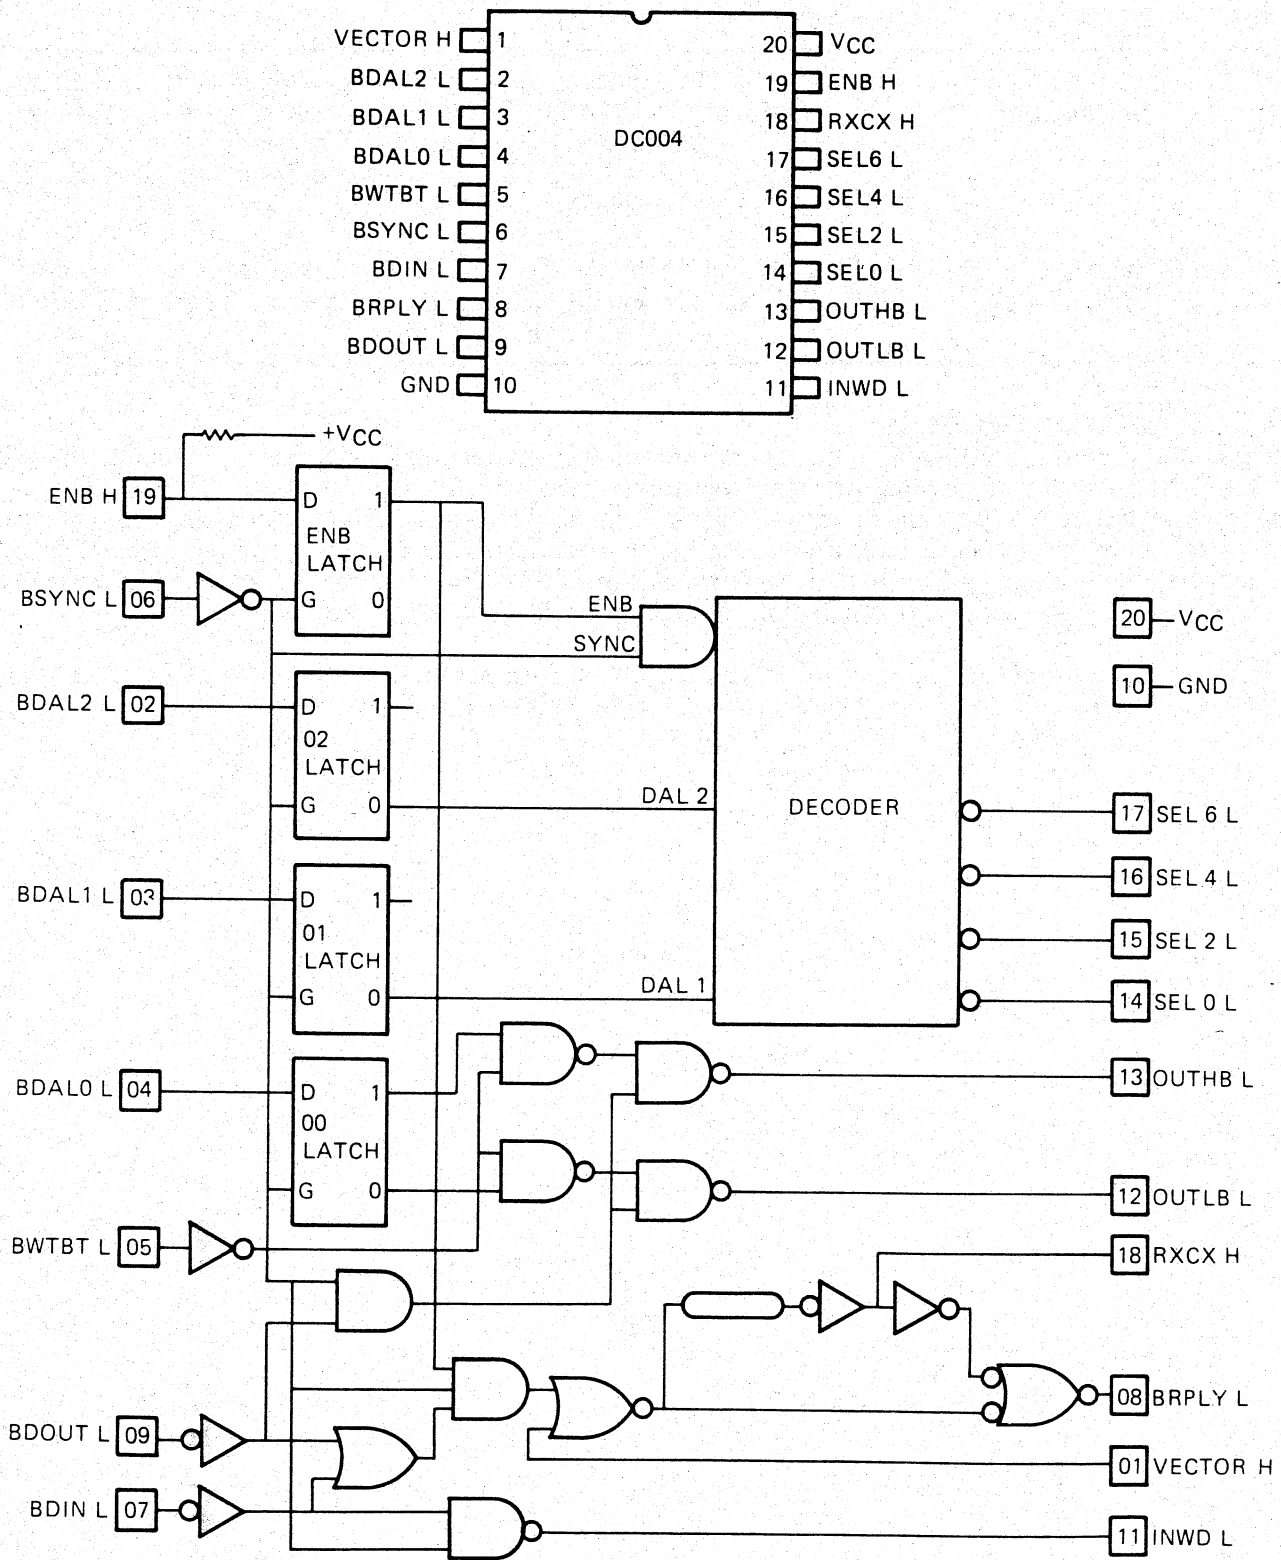 VECTOR H 1 20 VCC
BDAL2 L 2 19 ENB H
BDAL1 L 3 18 RXCX H
DC004
BDAL0 L 4 17 SEL6 L
BWTBT L 5 16 SEL4 L
BSYNC L 6 15 SEL2 L
BDIN L 7 14 SEL0 L
BRPLY L 8 13 OUTHB L
BDOUT L 9 12 OUTLB L
GND 10 11 INWD L
+VCC
ENB H 19 D 1
ENB
LATCH
BSYNC L 06 G 0
ENB
SYNC
20 VCC
10 GND
BDAL2 L 02 D 1
02
LATCH
G 0 DAL 2
DECODER
17 SEL 6 L
16 SEL 4 L
BDAL1 L 03 D 1
01
LATCH
15 SEL 2 L
G 0 DAL 1
14 SEL 0 L
13 OUTHB L
BDAL0 L 04 D 1
00
LATCH
G 0
12 OUTLB L
BWTBT L 05
18 RXCX H
08 BRPLY L
BDOUT L 09
01 VECTOR H
BDIN L 07
11 INWD L